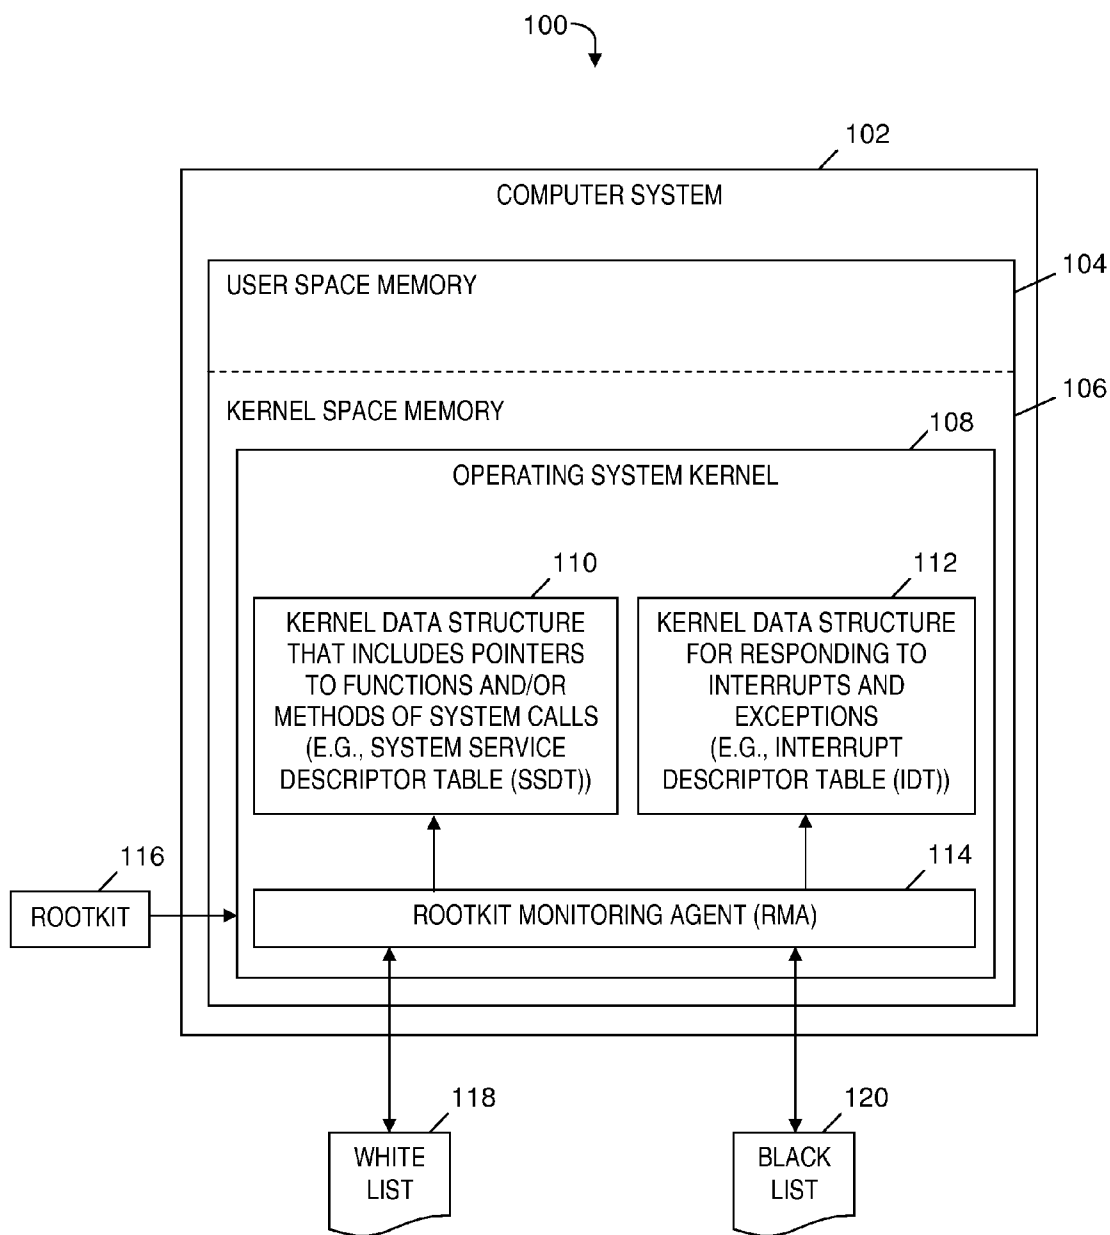 100
102
COMPUTER SYSTEM
104
USER SPACE MEMORY
106
KERNEL SPACE MEMORY
108
OPERATING SYSTEM KERNEL
110
KERNEL DATA STRUCTURE
THAT INCLUDES POINTERS
TO FUNCTIONS AND/OR
METHODS OF SYSTEM CALLS
(E.G., SYSTEM SERVICE
DESCRIPTOR TABLE (SSDT))
112
KERNEL DATA STRUCTURE
FOR RESPONDING TO
INTERRUPTS AND
EXCEPTIONS
(E.G., INTERRUPT
DESCRIPTOR TABLE (IDT))
116
ROOTKIT
114
ROOTKIT MONITORING AGENT (RMA)
118
WHITE
LIST
120
BLACK
LIST